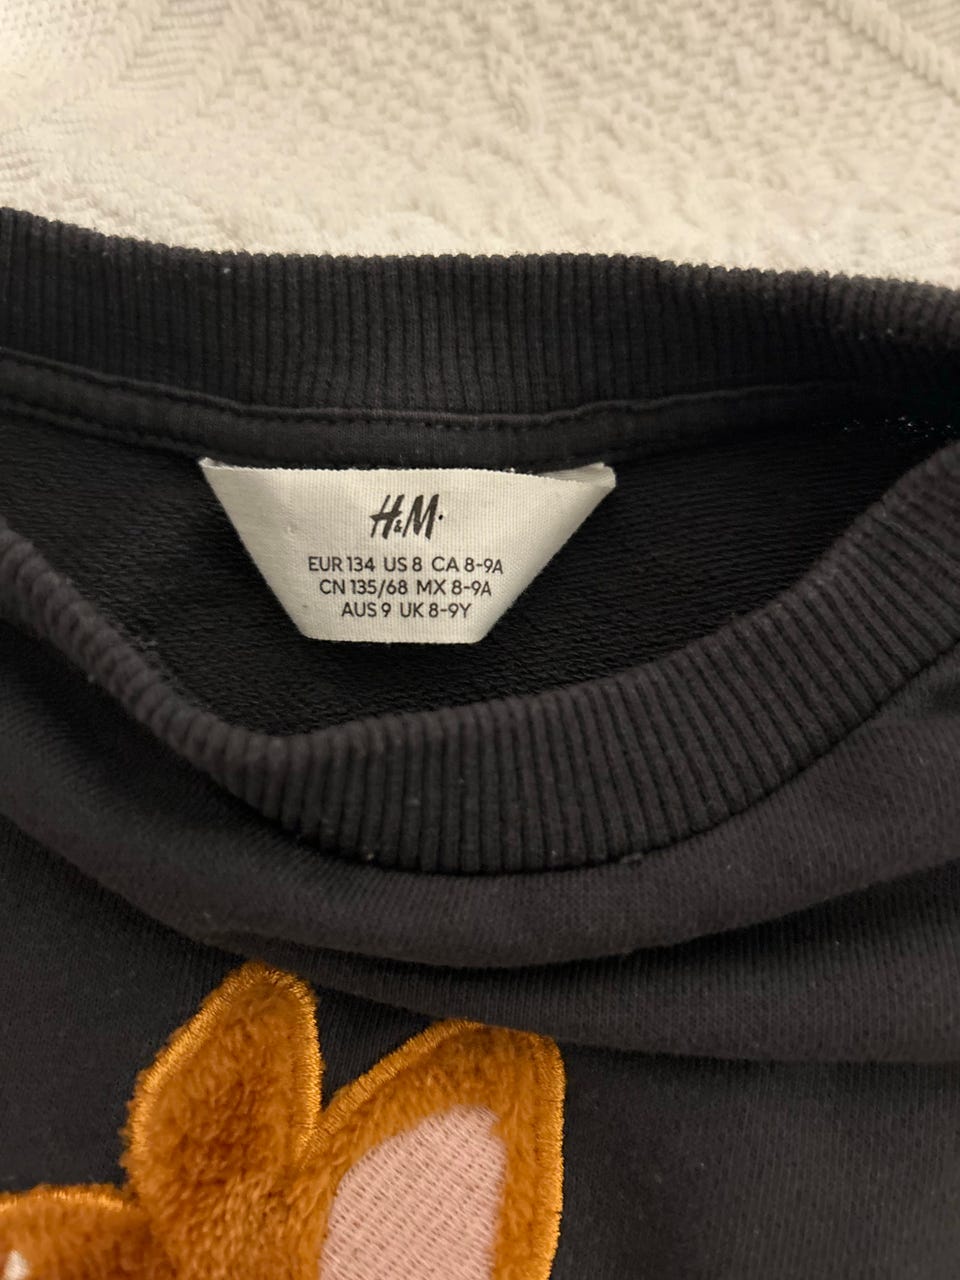 H&M
EUR 134 US 8 CA 8-9A
CN 135/68 MX 8-9A
AUS 9 UK 8-9Y